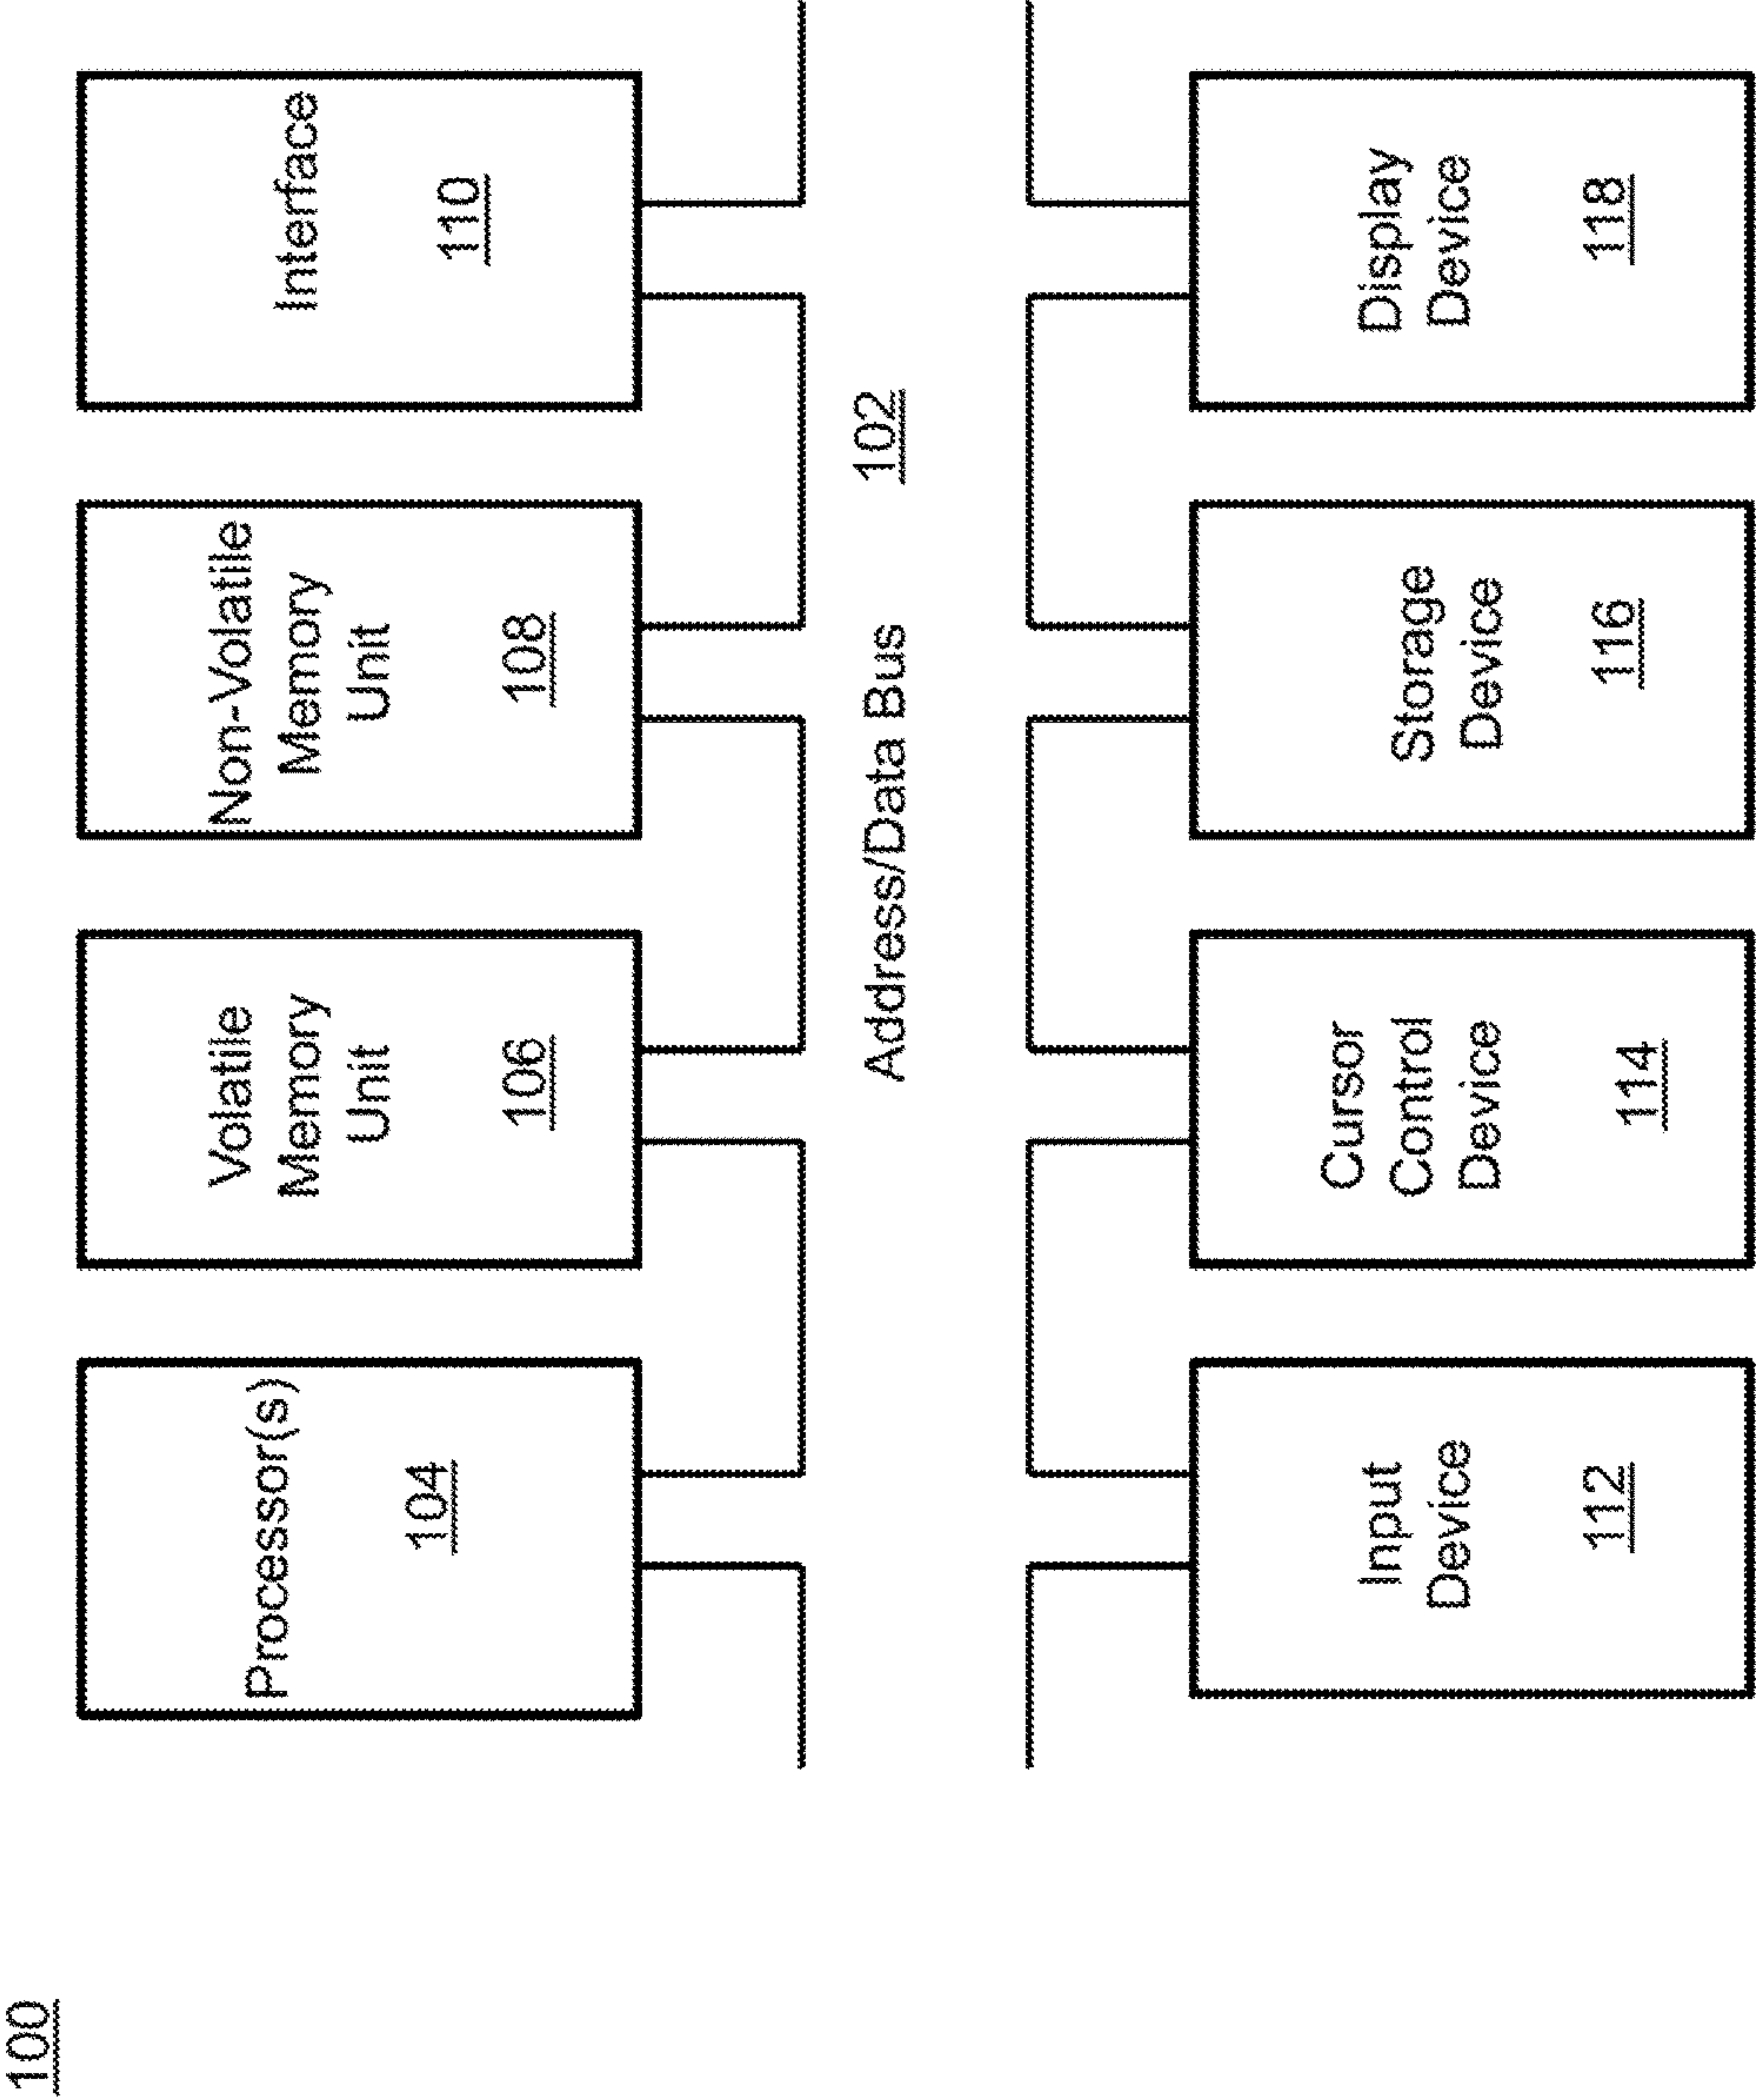 100
Processor(s)
104
Volatile
Memory
Unit
106
Non-Volatile
Memory
Unit
108
Interface
110
Address/Data Bus 102
Input
Device
112
Cursor
Control
Device
114
Storage
Device
116
Display
Device
118